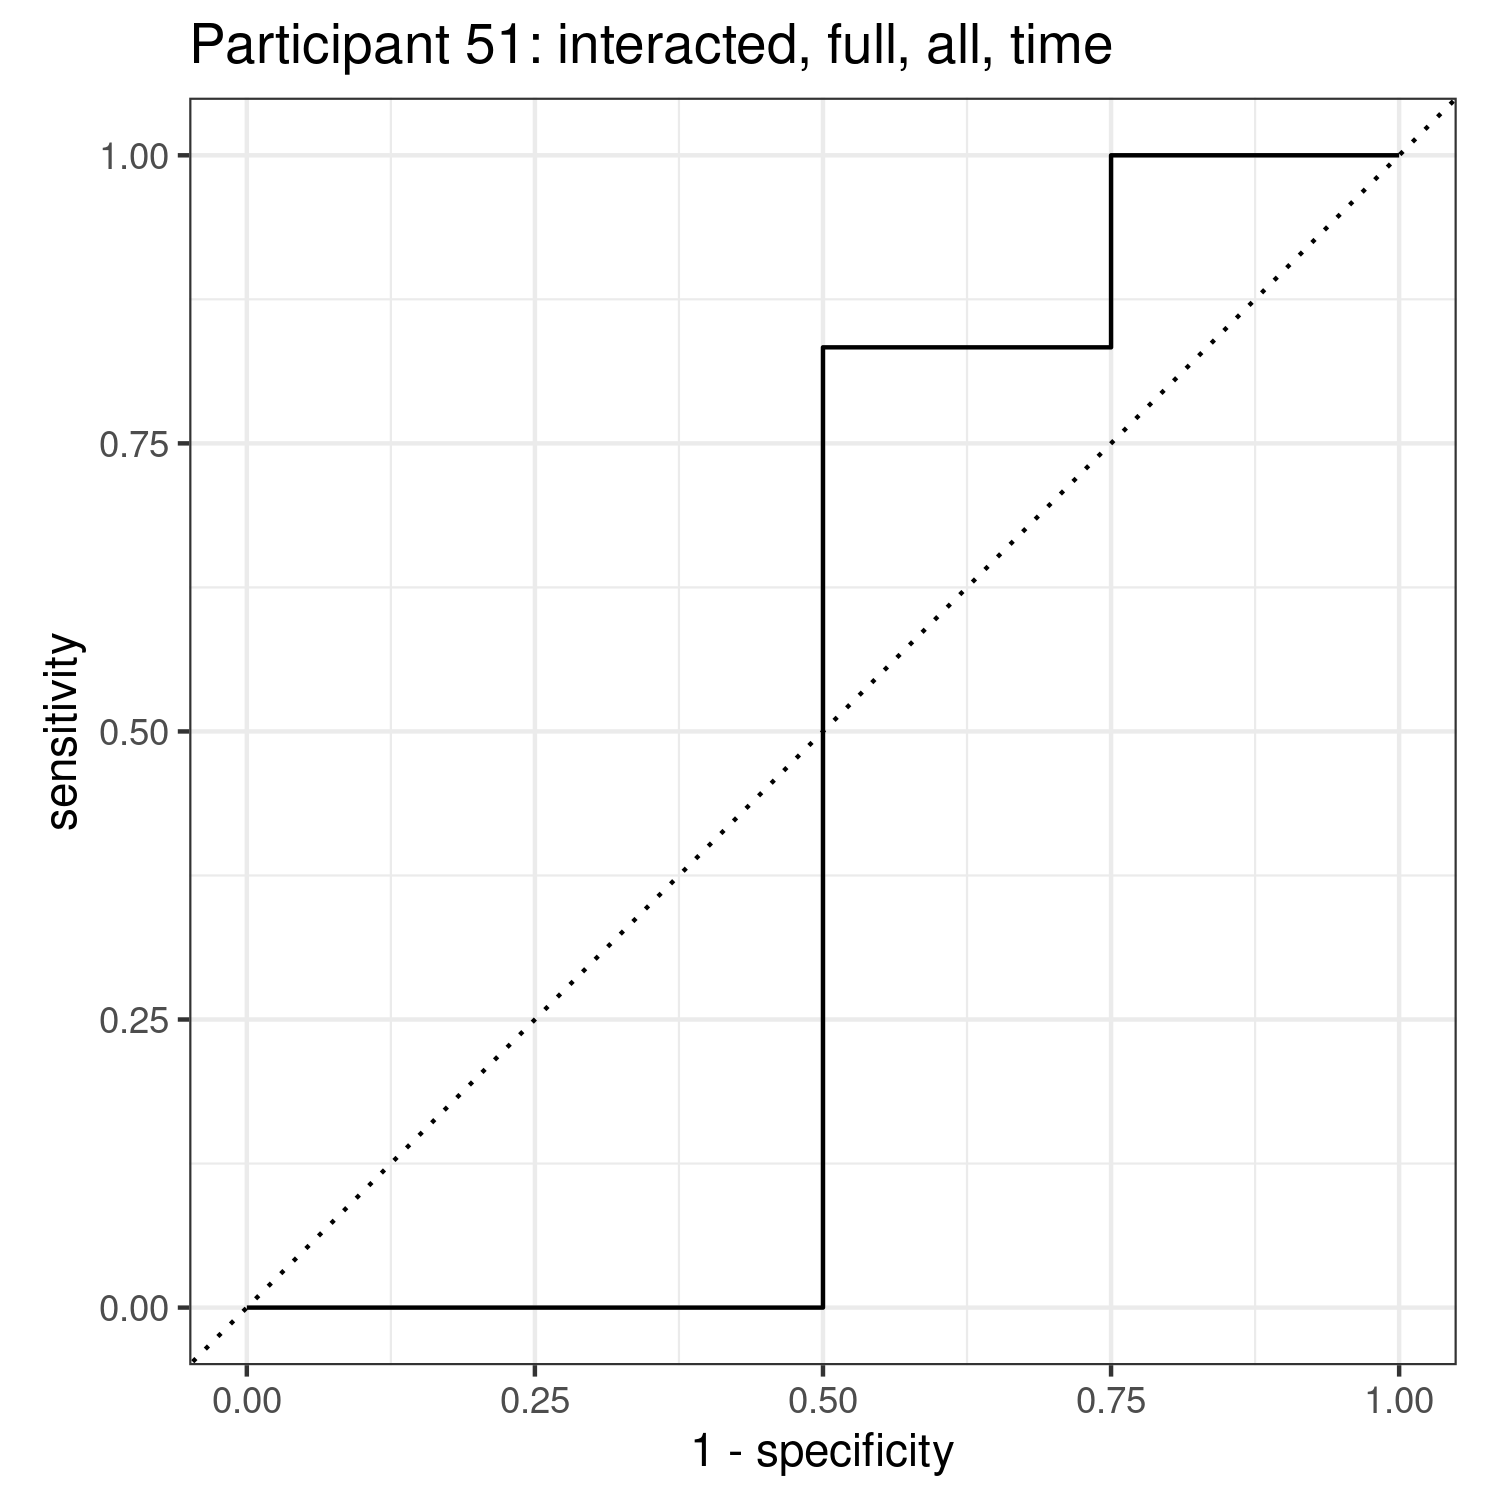 Participant 51: interacted, full, all, time
1.00
0.75
0.50
0.25
0.00
sensitivity
0.00 0.25 0.50 0.75 1.00
1 - specificity